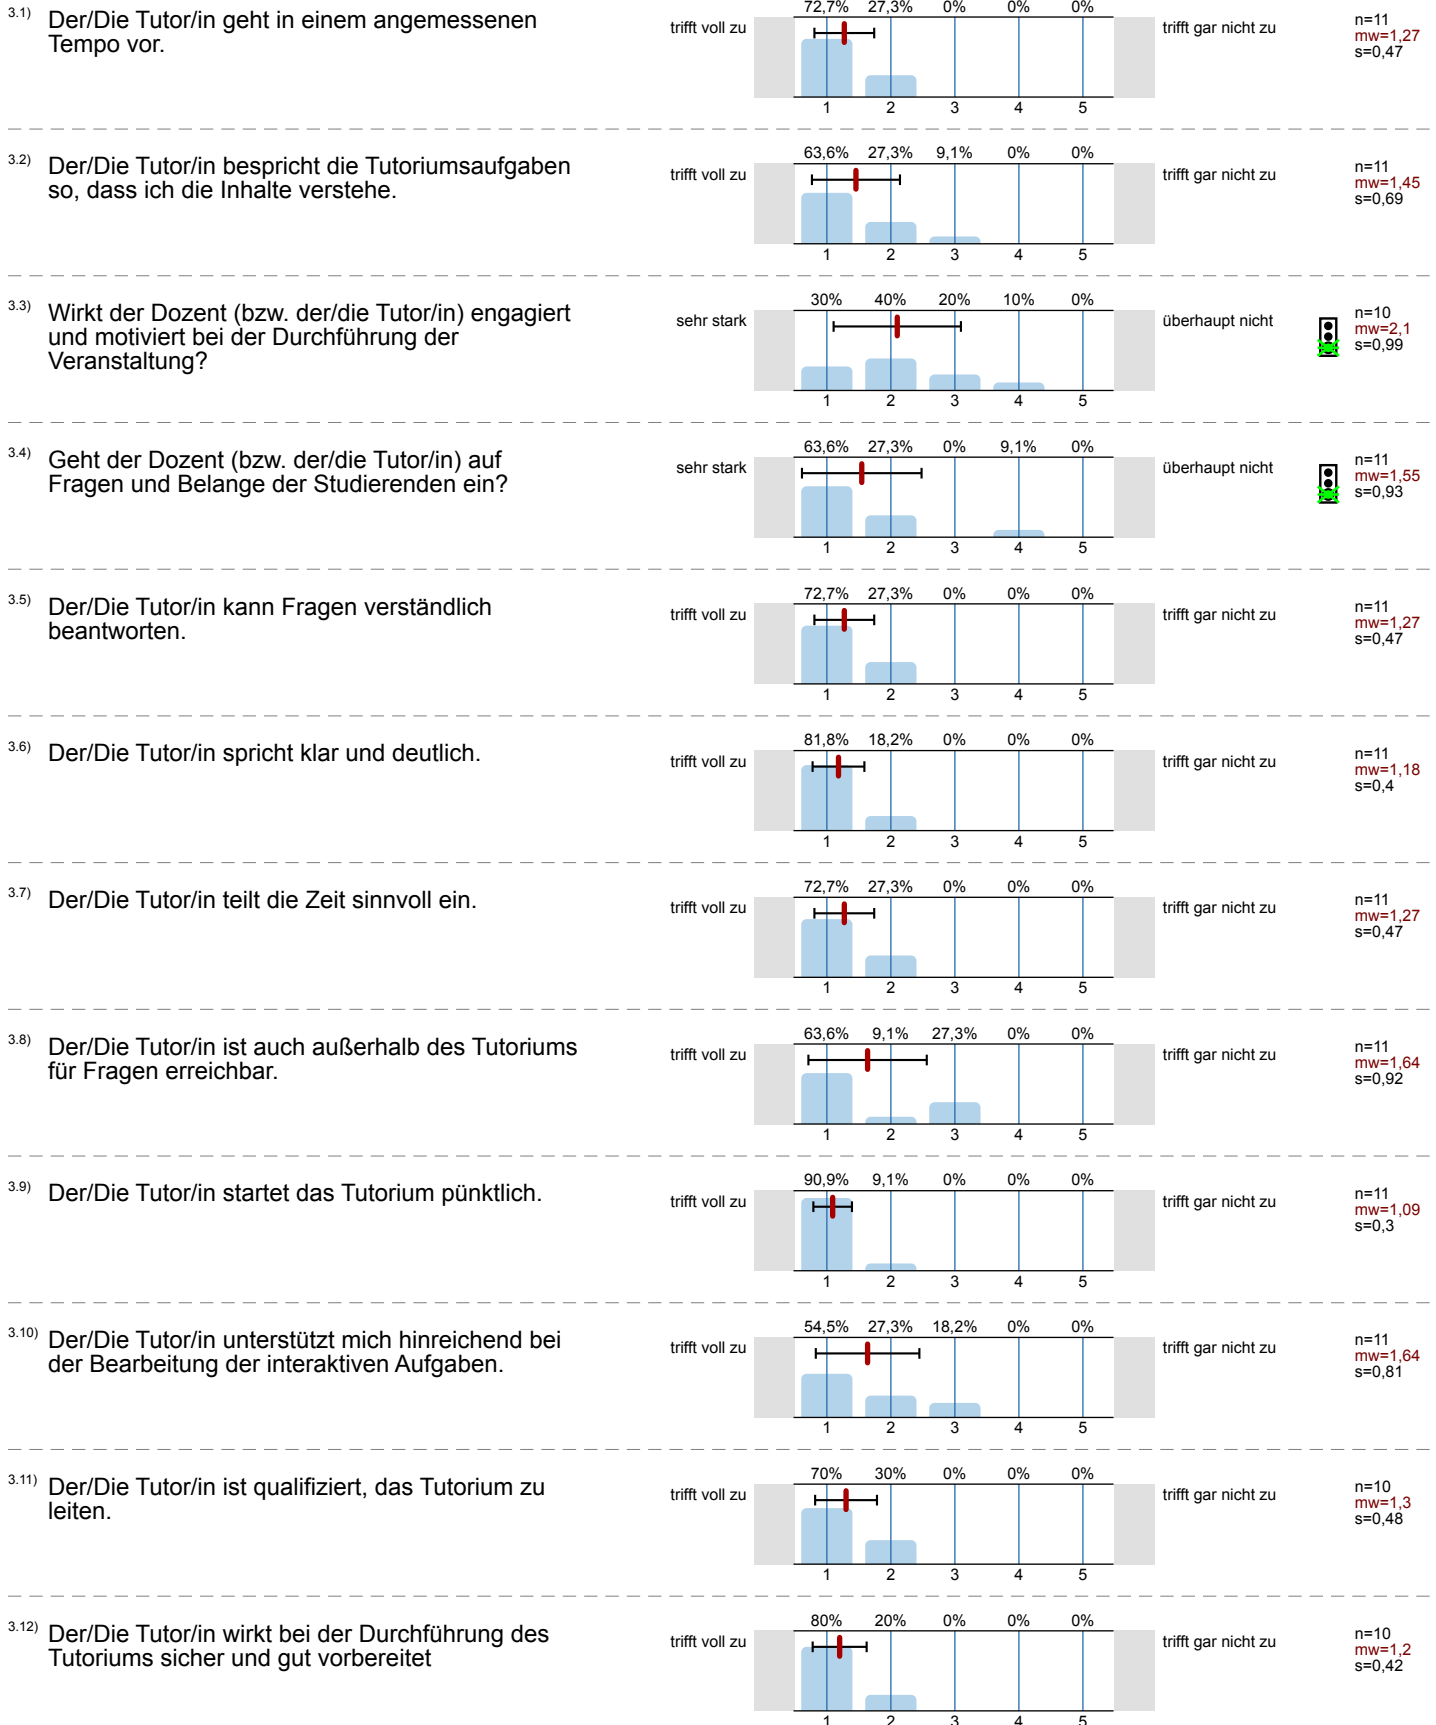 3.1) Der/Die Tutor/in geht in einem angemessenen
Tempo vor.
trifft voll zu
72,7% 27,3% 0% 0% 0%
1 2 3 4 5
trifft gar nicht zu
n=11
mw=1,27
s=0,47
3.2) Der/Die Tutor/in bespricht die Tutoriumsaufgaben
so, dass ich die Inhalte verstehe.
trifft voll zu
63,6% 27,3% 9,1% 0% 0%
1 2 3 4 5
trifft gar nicht zu
n=11
mw=1,45
s=0,69
3.3) Wirkt der Dozent (bzw. der/die Tutor/in) engagiert
und motiviert bei der Durchführung der
Veranstaltung?
sehr stark
30% 40% 20% 10% 0%
1 2 3 4 5
überhaupt nicht
n=10
mw=2,1
s=0,99
3.4) Geht der Dozent (bzw. der/die Tutor/in) auf
Fragen und Belange der Studierenden ein?
sehr stark
63,6% 27,3% 0% 9,1% 0%
1 2 3 4 5
überhaupt nicht
n=11
mw=1,55
s=0,93
3.5) Der/Die Tutor/in kann Fragen verständlich
beantworten.
trifft voll zu
72,7% 27,3% 0% 0% 0%
1 2 3 4 5
trifft gar nicht zu
n=11
mw=1,27
s=0,47
3.6) Der/Die Tutor/in spricht klar und deutlich.
trifft voll zu
81,8% 18,2% 0% 0% 0%
1 2 3 4 5
trifft gar nicht zu
n=11
mw=1,18
s=0,4
3.7) Der/Die Tutor/in teilt die Zeit sinnvoll ein.
trifft voll zu
72,7% 27,3% 0% 0% 0%
1 2 3 4 5
trifft gar nicht zu
n=11
mw=1,27
s=0,47
3.8) Der/Die Tutor/in ist auch außerhalb des Tutoriums
für Fragen erreichbar.
trifft voll zu
63,6% 9,1% 27,3% 0% 0%
1 2 3 4 5
trifft gar nicht zu
n=11
mw=1,64
s=0,92
3.9) Der/Die Tutor/in startet das Tutorium pünktlich.
trifft voll zu
90,9% 9,1% 0% 0% 0%
1 2 3 4 5
trifft gar nicht zu
n=11
mw=1,09
s=0,3
3.10) Der/Die Tutor/in unterstützt mich hinreichend bei
der Bearbeitung der interaktiven Aufgaben.
trifft voll zu
54,5% 27,3% 18,2% 0% 0%
1 2 3 4 5
trifft gar nicht zu
n=11
mw=1,64
s=0,81
3.11) Der/Die Tutor/in ist qualifiziert, das Tutorium zu
leiten.
trifft voll zu
70% 30% 0% 0% 0%
1 2 3 4 5
trifft gar nicht zu
n=10
mw=1,3
s=0,48
3.12) Der/Die Tutor/in wirkt bei der Durchführung des
Tutoriums sicher und gut vorbereitet
trifft voll zu
80% 20% 0% 0% 0%
1 2 3 4 5
trifft gar nicht zu
n=10
mw=1,2
s=0,42